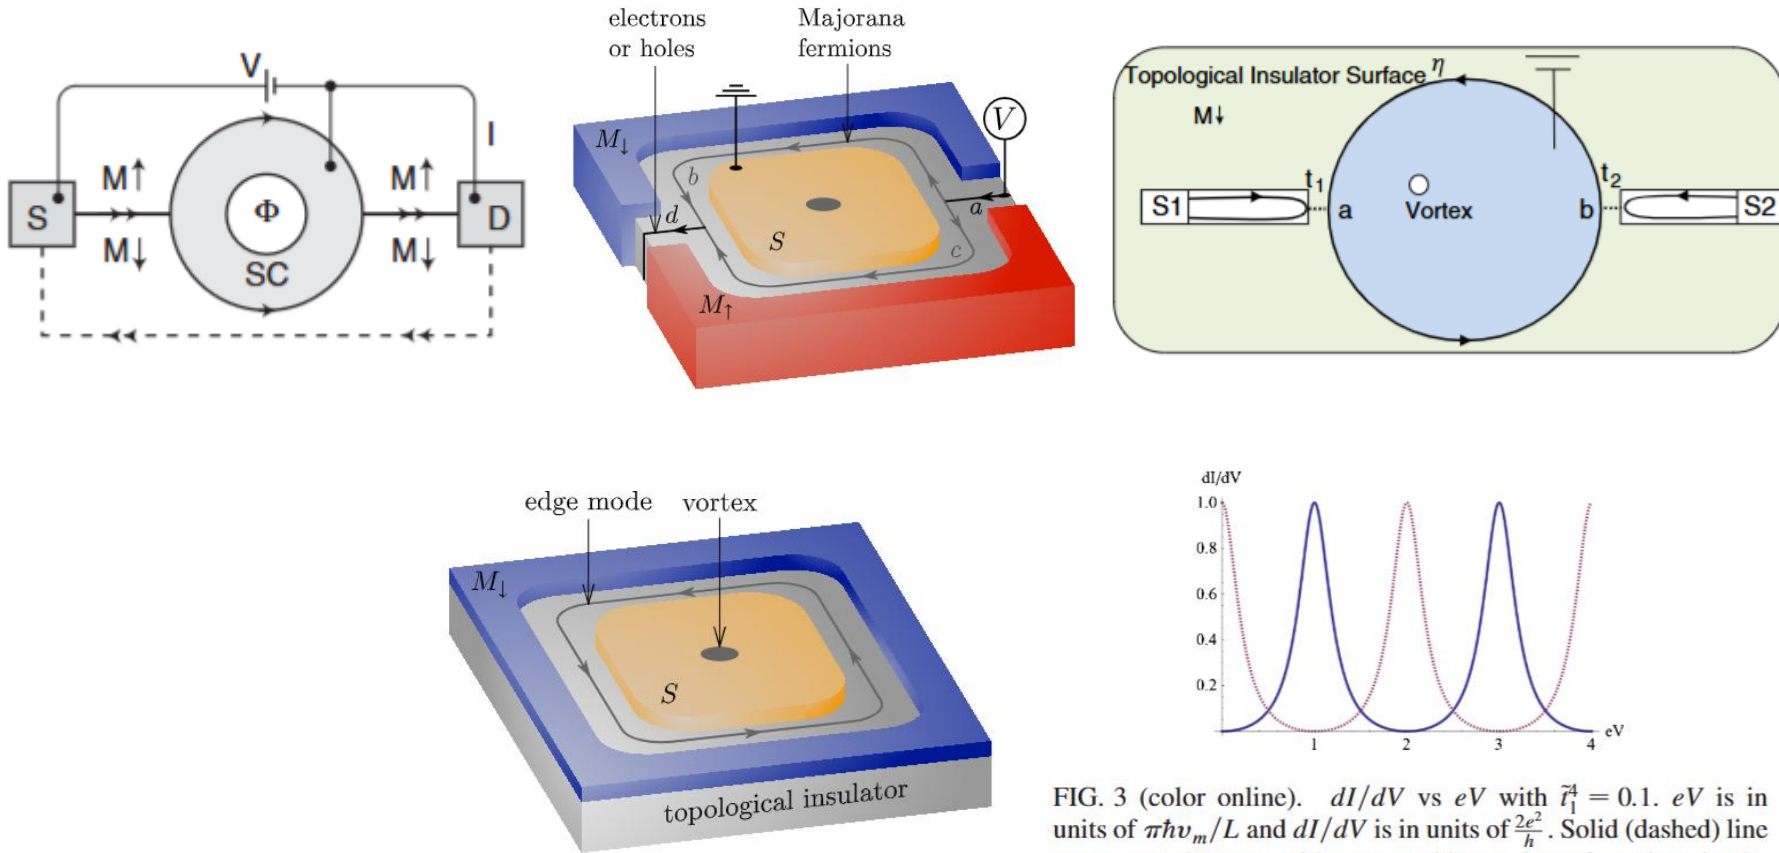 V
I
M↑
M↑
S
Φ
D
M↓
M↓
SC
electrons
or holes
Majorana
fermions
M↓
V
b
d
a
S
c
M↑
Topological Insulator Surface
η
M↓
t1
t2
S1
a
Vortex
b
S2
edge mode
vortex
M↓
S
topological insulator
dI/dV
1.0
0.8
0.6
0.4
0.2
1
2
3
4
eV
FIG. 3 (color online). dI/dV vs eV with t̃₁⁴ = 0.1. eV is in
units of πħvₘ/L and dI/dV is in units of 2e²/h. Solid (dashed) line